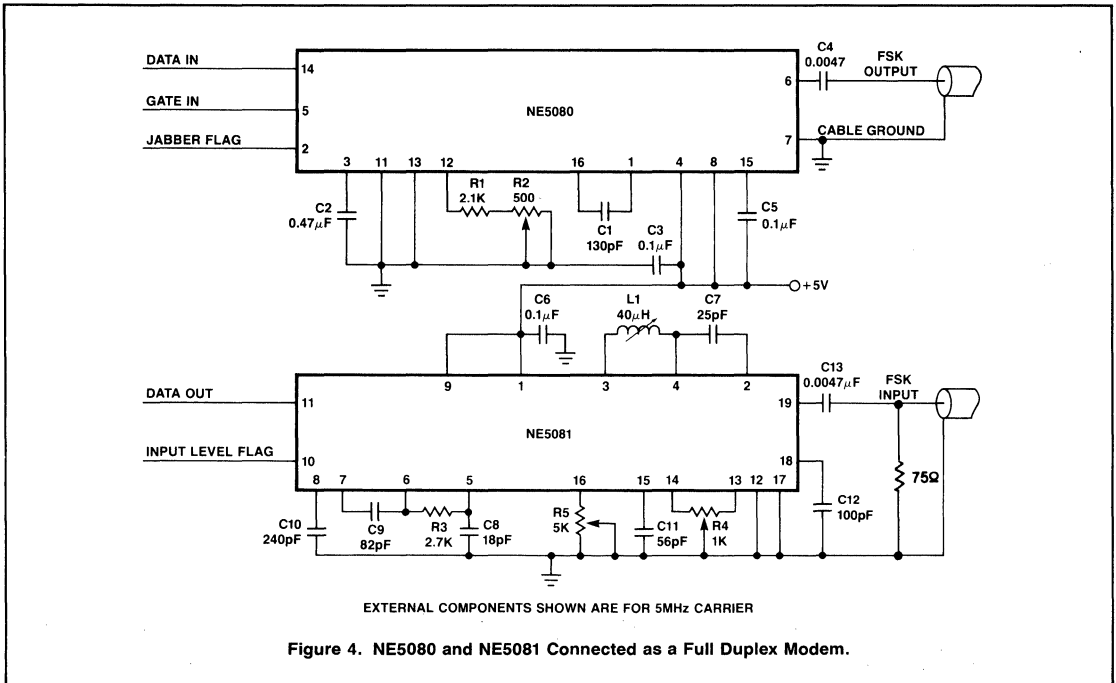 DATA IN
14
GATE IN
5
JABBER FLAG
2
NE5080
6
C4
0.0047
FSK
OUTPUT
7
CABLE GROUND
3
11
13
12
16
1
4
8
15
R1
2.1K
R2
500
C2
0.47μF
C1
130pF
C3
0.1μF
C5
0.1μF
+5V
C6
0.1μF
L1
40μH
C7
25pF
9
1
3
4
2
C13
0.0047μF
FSK
INPUT
DATA OUT
11
19
NE5081
INPUT LEVEL FLAG
10
18
8
7
6
5
16
15
14
13
12
17
75Ω
C10
240pF
C9
82pF
R3
2.7K
C8
18pF
R5
5K
C11
56pF
R4
1K
C12
100pF
EXTERNAL COMPONENTS SHOWN ARE FOR 5MHz CARRIER
Figure 4. NE5080 and NE5081 Connected as a Full Duplex Modem.